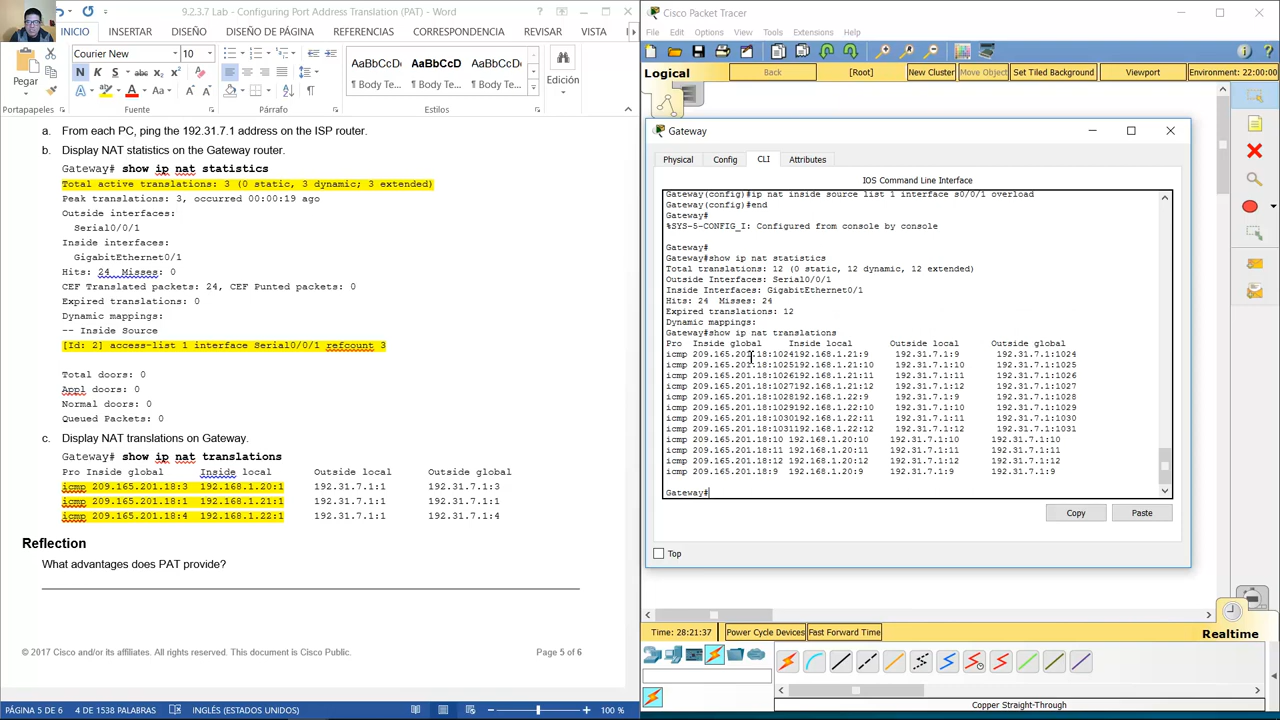 9.2.3.7 Lab - Configuring Port Address Translation (PAT) - Word
INICIO INSERTAR DISEÑO DISEÑO DE PÁGINA REFERENCIAS CORRESPONDENCIA REVISAR VISTA
Courier New 10
Pegar
N K S abc x₂ x²
AaBbCcDc AaBbCcDc AaBbCcDc
¶ Body te... ¶ Body Te... ¶ Body Te...
Edición
Portapapeles Fuente Párrafo Estilos
a. From each PC, ping the 192.31.7.1 address on the ISP router.
b. Display NAT statistics on the Gateway router.
Gateway# show ip nat statistics
Total active translations: 3 (0 static, 3 dynamic; 3 extended)
Peak translations: 3, occurred 00:00:19 ago
Outside interfaces:
Serial0/0/1
Inside interfaces:
GigabitEthernet0/1
Hits: 24 Misses: 0
CEF Translated packets: 24, CEF Punted packets: 0
Expired translations: 0
Dynamic mappings:
-- Inside Source
[Id: 2] access-list 1 interface Serial0/0/1 refcount 3
Total doors: 0
Appl doors: 0
Normal doors: 0
Queued Packets: 0
c. Display NAT translations on Gateway.
Gateway# show ip nat translations
Pro Inside global Inside local Outside local Outside global
icmp 209.165.201.18:3 192.168.1.20:1 192.31.7.1:1 192.31.7.1:3
icmp 209.165.201.18:1 192.168.1.21:1 192.31.7.1:1 192.31.7.1:1
icmp 209.165.201.18:4 192.168.1.22:1 192.31.7.1:1 192.31.7.1:4
Reflection
What advantages does PAT provide?
© 2017 Cisco and/or its affiliates. All rights reserved. This document is Cisco Public. Page 5 of 6
PÁGINA 5 DE 6 4 DE 1538 PALABRAS INGLÉS (ESTADOS UNIDOS) 100 %
Cisco Packet Tracer
File Edit Options View Tools Extensions Help
Logical Back [Root] New Cluster Move Object Set Tiled Background Viewport Environment: 22:00:00
Gateway
Physical Config CLI Attributes
IOS Command Line Interface
Gateway(config)#ip nat inside source list 1 interface s0/0/1 overload
Gateway(config)#end
Gateway#
%SYS-5-CONFIG_I: Configured from console by console
Gateway#
Gateway#show ip nat statistics
Total translations: 12 (0 static, 12 dynamic, 12 extended)
Outside Interfaces: Serial0/0/1
Inside Interfaces: GigabitEthernet0/1
Hits: 24 Misses: 24
Expired translations: 12
Dynamic mappings:
Gateway#show ip nat translations
Pro Inside global Inside local Outside local Outside global
icmp 209.165.201.18:1024192.168.1.21:9 192.31.7.1:9 192.31.7.1:1024
icmp 209.165.201.18:1025192.168.1.21:10 192.31.7.1:10 192.31.7.1:1025
icmp 209.165.201.18:1026192.168.1.21:11 192.31.7.1:11 192.31.7.1:1026
icmp 209.165.201.18:1027192.168.1.21:12 192.31.7.1:12 192.31.7.1:1027
icmp 209.165.201.18:1028192.168.1.22:9 192.31.7.1:9 192.31.7.1:1028
icmp 209.165.201.18:1029192.168.1.22:10 192.31.7.1:10 192.31.7.1:1029
icmp 209.165.201.18:1030192.168.1.22:11 192.31.7.1:11 192.31.7.1:1030
icmp 209.165.201.18:1031192.168.1.22:12 192.31.7.1:12 192.31.7.1:1031
icmp 209.165.201.18:10 192.168.1.20:10 192.31.7.1:10 192.31.7.1:10
icmp 209.165.201.18:11 192.168.1.20:11 192.31.7.1:11 192.31.7.1:11
icmp 209.165.201.18:12 192.168.1.20:12 192.31.7.1:12 192.31.7.1:12
icmp 209.165.201.18:9 192.168.1.20:9 192.31.7.1:9 192.31.7.1:9
Gateway#
Copy Paste
Top
Time: 28:21:37 Power Cycle Devices Fast Forward Time
Realtime
Copper Straight-Through